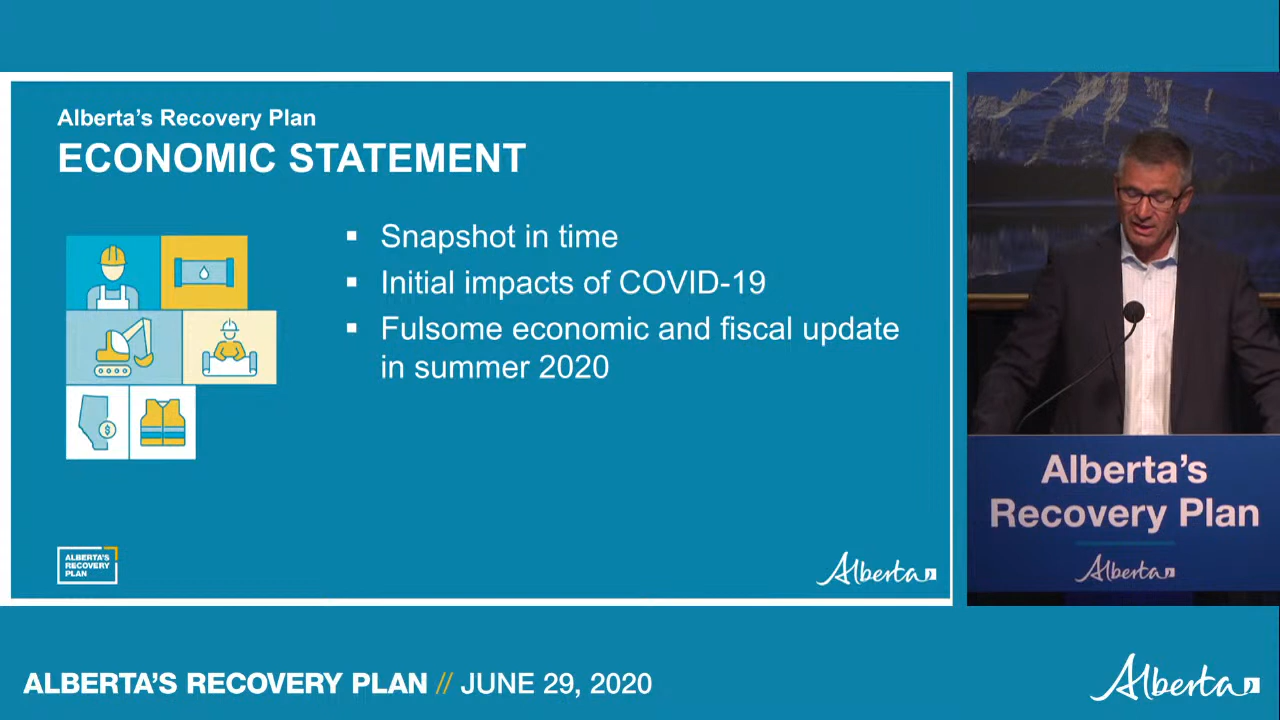 Alberta's Recovery Plan
ECONOMIC STATEMENT
▪ Snapshot in time
▪ Initial impacts of COVID-19
▪ Fulsome economic and fiscal update
in summer 2020
$
ALBERTA'S
RECOVERY
PLAN
Alberta
Alberta's
Recovery Plan
Alberta
ALBERTA'S RECOVERY PLAN // JUNE 29, 2020
Alberta